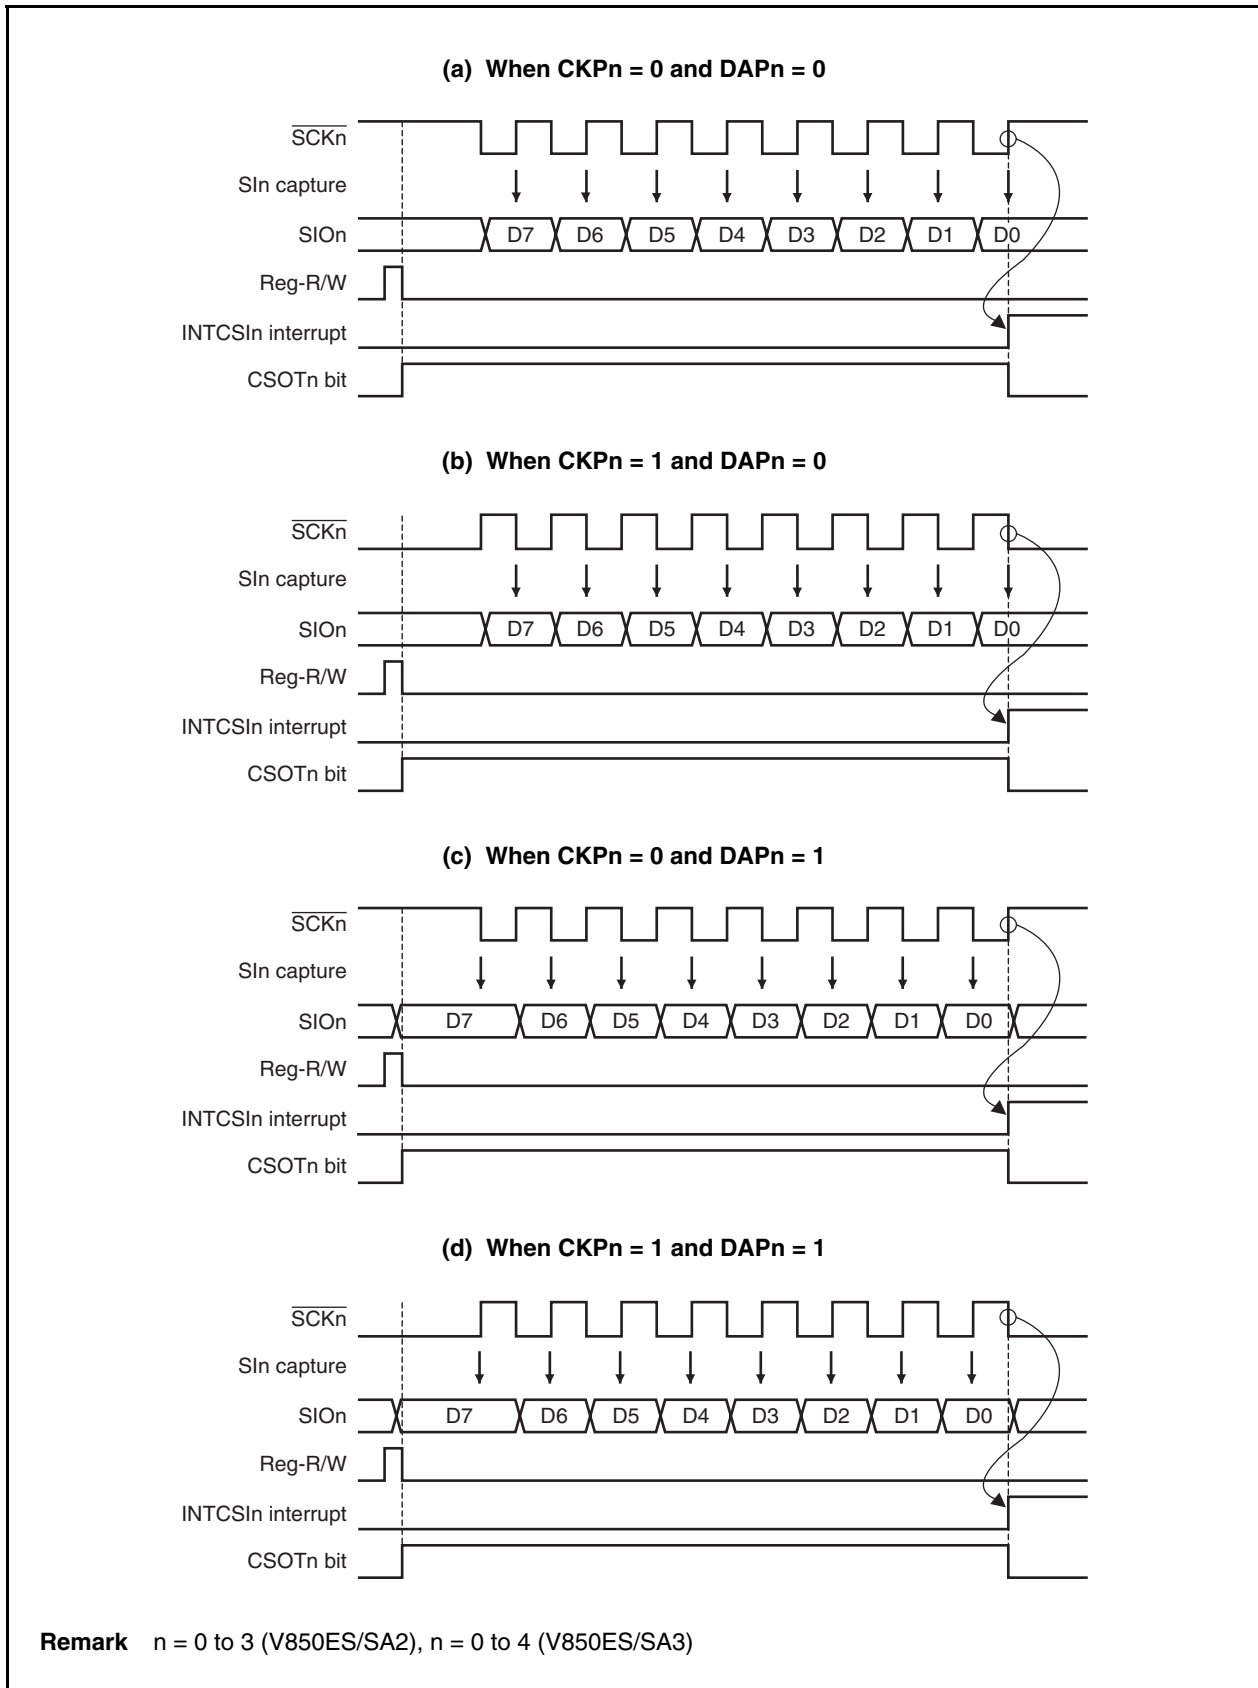 (a) When CKPn = 0 and DAPn = 0
SCKn
SIn capture
SIOn D7 D6 D5 D4 D3 D2 D1 D0
Reg-R/W
INTCSIn interrupt
CSOTn bit
(b) When CKPn = 1 and DAPn = 0
SCKn
SIn capture
SIOn D7 D6 D5 D4 D3 D2 D1 D0
Reg-R/W
INTCSIn interrupt
CSOTn bit
(c) When CKPn = 0 and DAPn = 1
SCKn
SIn capture
SIOn D7 D6 D5 D4 D3 D2 D1 D0
Reg-R/W
INTCSIn interrupt
CSOTn bit
(d) When CKPn = 1 and DAPn = 1
SCKn
SIn capture
SIOn D7 D6 D5 D4 D3 D2 D1 D0
Reg-R/W
INTCSIn interrupt
CSOTn bit
Remark n = 0 to 3 (V850ES/SA2), n = 0 to 4 (V850ES/SA3)